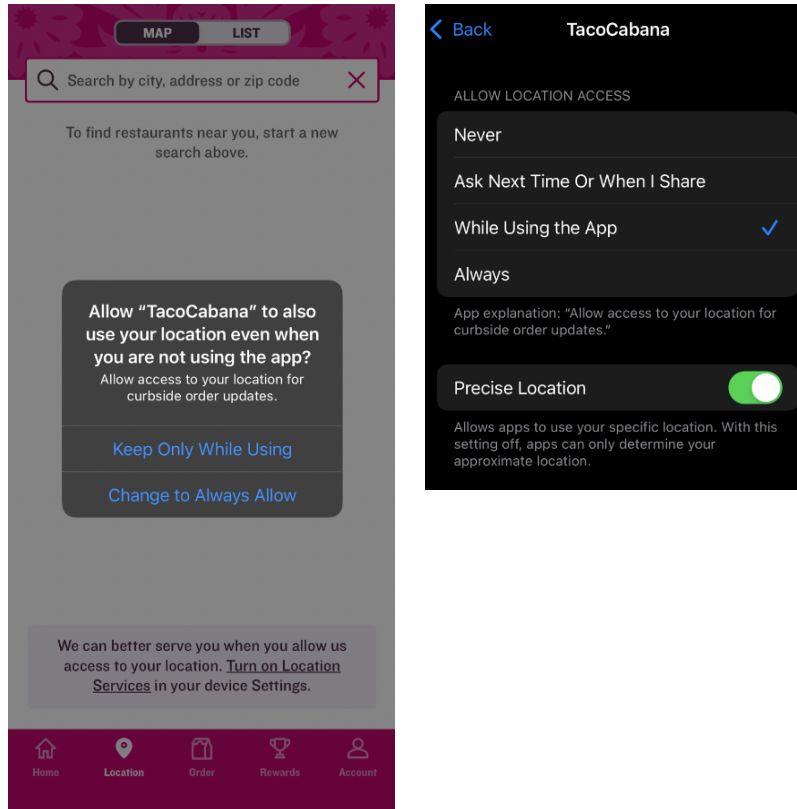 MAP
LIST
Search by city, address or zip code
To find restaurants near you, start a new
search above.
Allow “TacoCabana” to also
use your location even when
you are not using the app?
Allow access to your location for
curbside order updates.
Keep Only While Using
Change to Always Allow
We can better serve you when you allow us
access to your location. Turn on Location
Services in your device Settings.
Home
Location
Order
Rewards
Account
Back
TacoCabana
ALLOW LOCATION ACCESS
Never
Ask Next Time Or When I Share
While Using the App
Always
App explanation: “Allow access to your location for
curbside order updates.”
Precise Location
Allows apps to use your specific location. With this
setting off, apps can only determine your
approximate location.